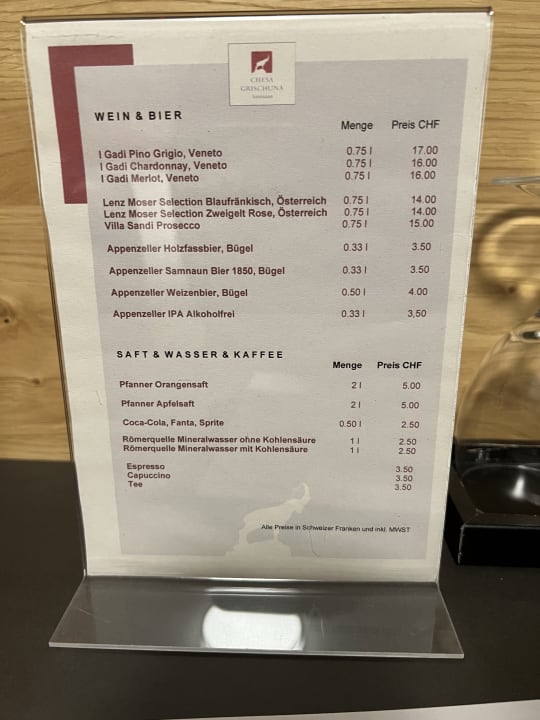 CHESA
GRISCHUNA
Samnaun
WEIN & BIER
Menge Preis CHF
I Gadi Pino Grigio, Veneto 0.75 l 17.00
I Gadi Chardonnay, Veneto 0.75 l 16.00
I Gadi Merlot, Veneto 0.75 l 16.00
Lenz Moser Selection Blaufränkisch, Österreich 0.75 l 14.00
Lenz Moser Selection Zweigelt Rose, Österreich 0.75 l 14.00
Villa Sandi Prosecco 0.75 l 15.00
Appenzeller Holzfassbier, Bügel 0.33 l 3.50
Appenzeller Samnaun Bier 1850, Bügel 0.33 l 3.50
Appenzeller Weizenbier, Bügel 0.50 l 4.00
Appenzeller IPA Alkoholfrei 0.33 l 3,50
SAFT & WASSER & KAFFEE
Menge Preis CHF
Pfanner Orangensaft 2 l 5.00
Pfanner Apfelsaft 2 l 5.00
Coca-Cola, Fanta, Sprite 0.50 l 2.50
Römerquelle Mineralwasser ohne Kohlensäure 1 l 2.50
Römerquelle Mineralwasser mit Kohlensäure 1 l 2.50
Espresso 3.50
Capuccino 3.50
Tee 3.50
Alle Preise in Schweizer Franken und inkl. MWST